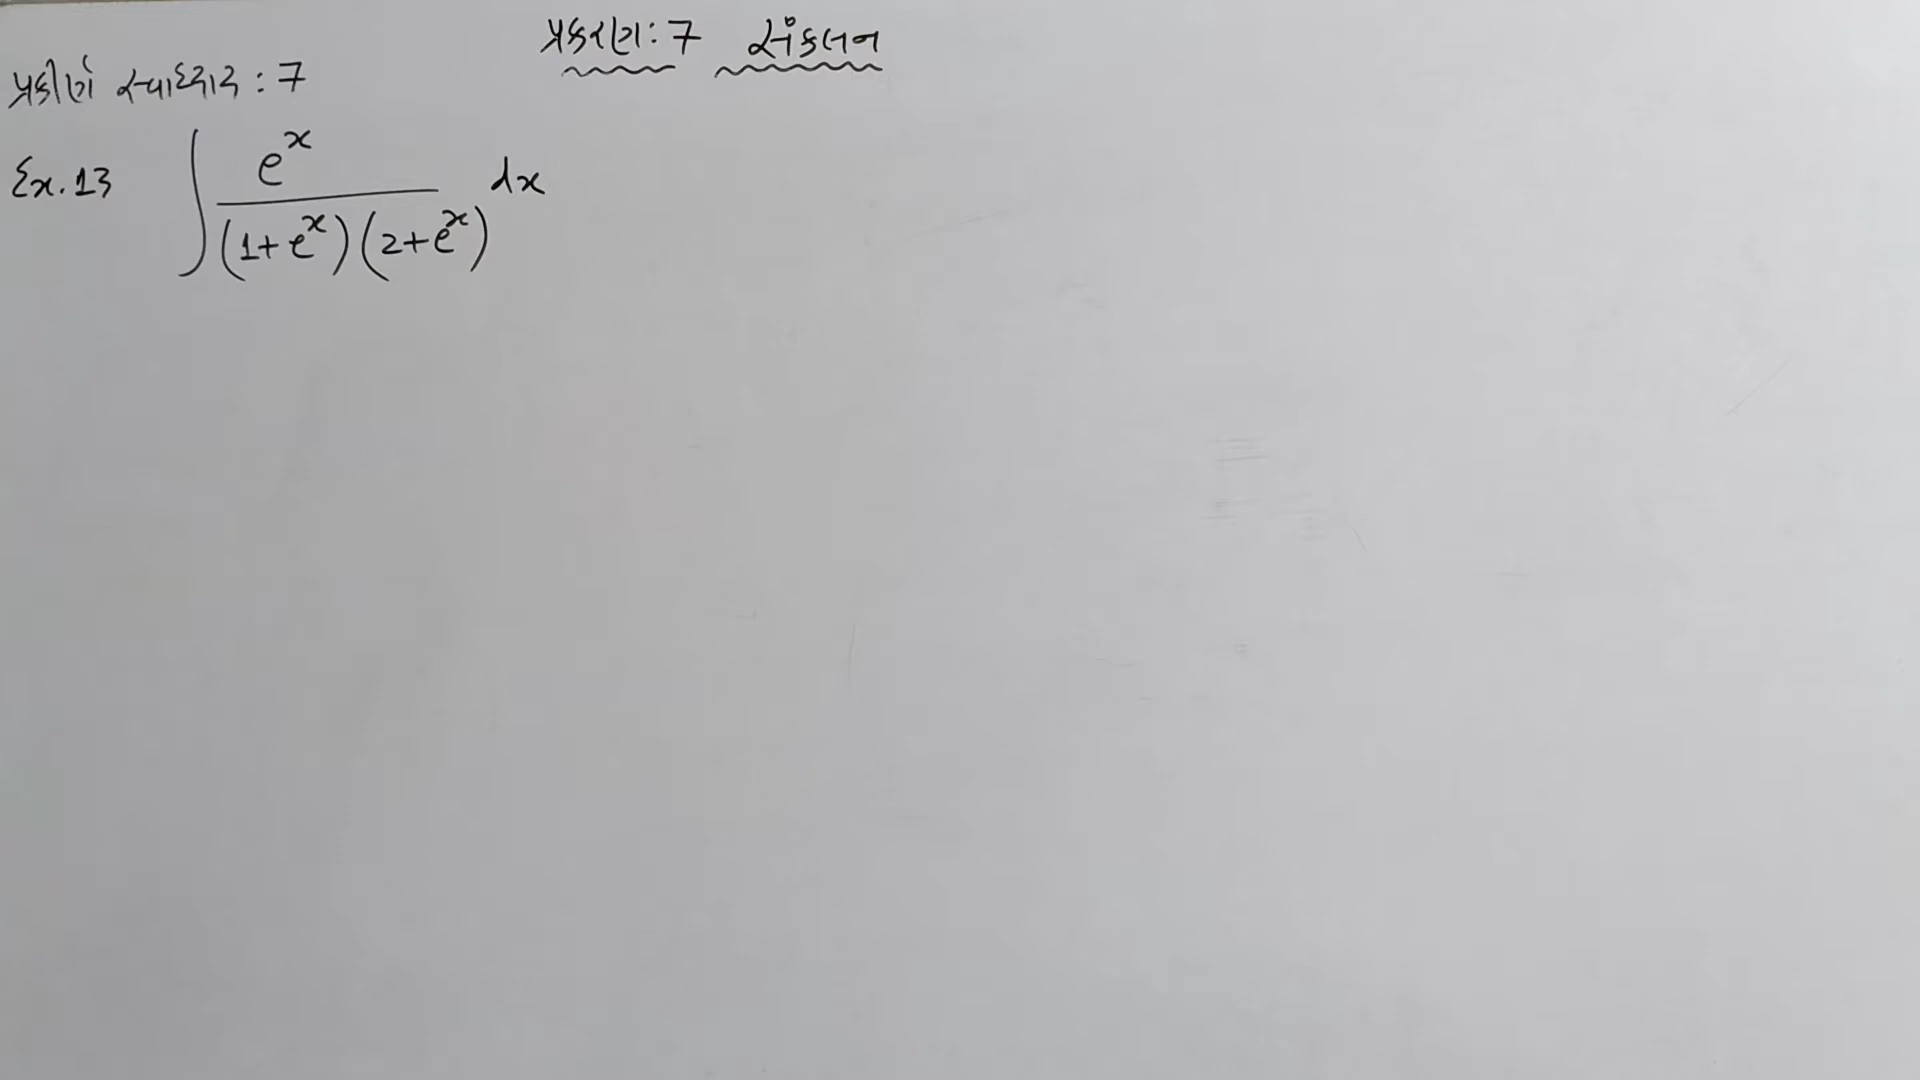 પ્રકરણ : 7 સંકલન
પ્રકીર્ણ સ્વાધ્યાય : 7
Ex. 13 ∫ e^x / (1+e^x)(2+e^x) dx